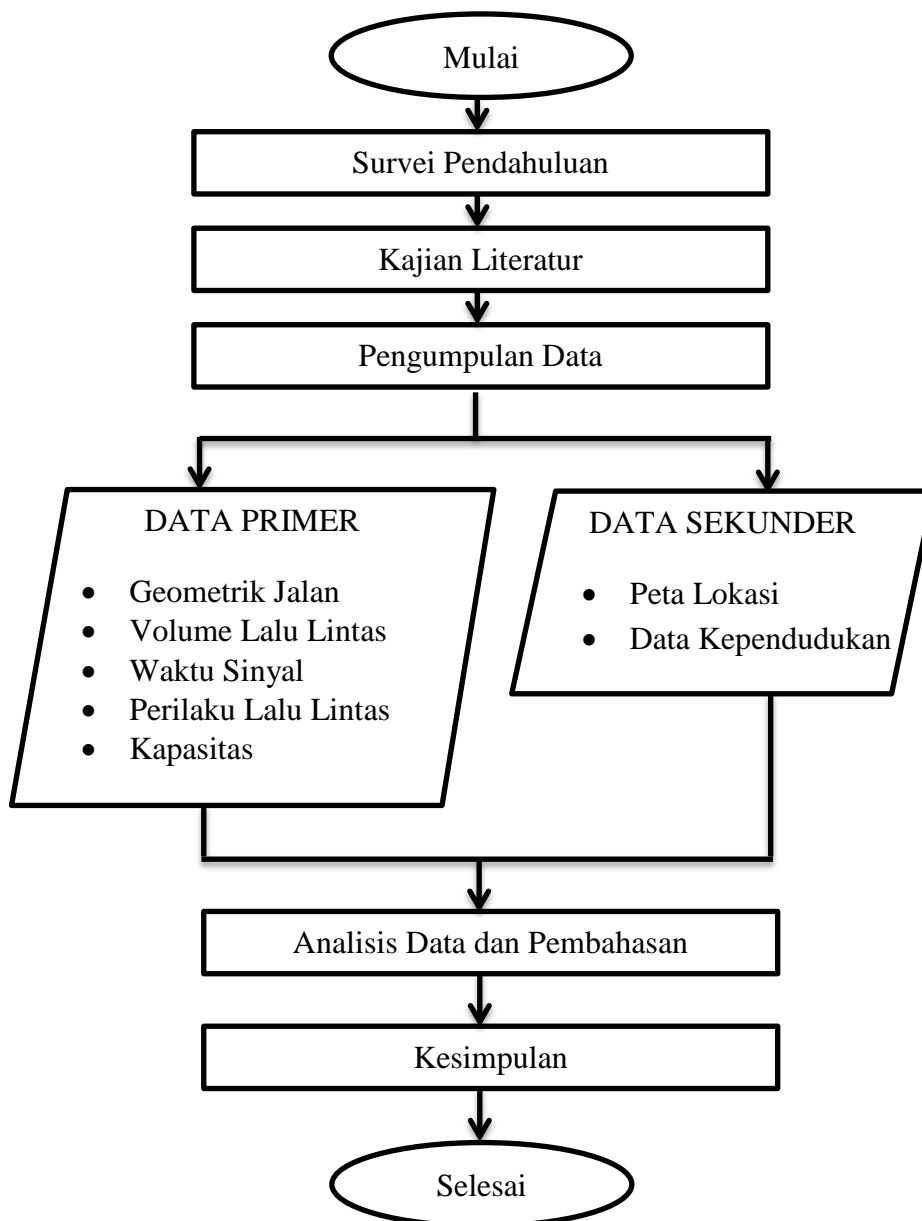 Mulai
Survei Pendahuluan
Kajian Literatur
Pengumpulan Data
DATA PRIMER
• Geometrik Jalan
• Volume Lalu Lintas
• Waktu Sinyal
• Perilaku Lalu Lintas
• Kapasitas
DATA SEKUNDER
• Peta Lokasi
• Data Kependudukan
Analisis Data dan Pembahasan
Kesimpulan
Selesai